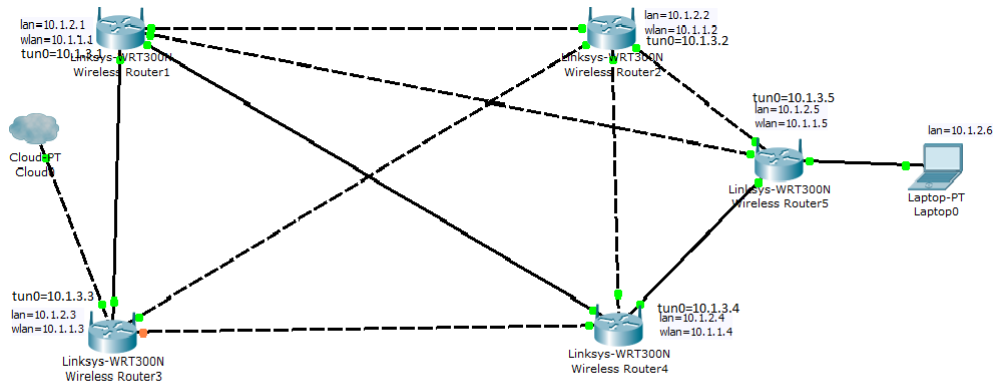 lan=10.1.2.1
wlan=10.1.1.1
tun0=10.1.3.1
Linksys-WRT300N
Wireless Router1
lan=10.1.2.2
wlan=10.1.1.2
tun0=10.1.3.2
Linksys-WRT300N
Wireless Router2
tun0=10.1.3.5
lan=10.1.2.5
wlan=10.1.1.5
Linksys-WRT300N
Wireless Router5
lan=10.1.2.6
Laptop-PT
Laptop0
Cloud-PT
tun0=10.1.3.3
lan=10.1.2.3
wlan=10.1.1.3
Linksys-WRT300N
Wireless Router3
tun0=10.1.3.4
lan=10.1.2.4
wlan=10.1.1.4
Linksys-WRT300N
Wireless Router4